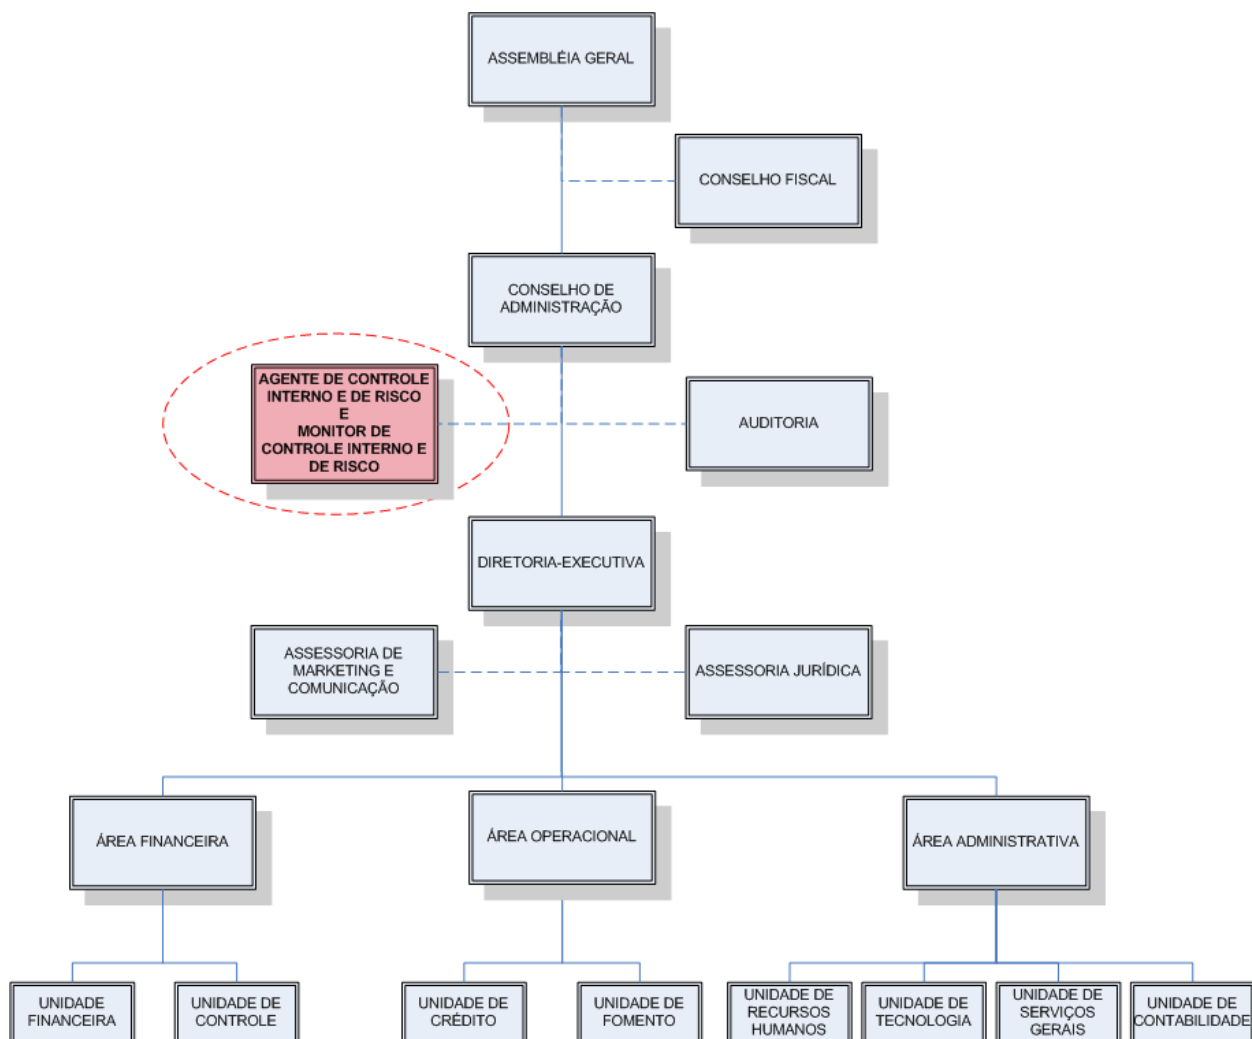 ASSEMBLÉIA GERAL
CONSELHO FISCAL
CONSELHO DE
ADMINISTRAÇÃO
AGENTE DE CONTROLE
INTERNO E DE RISCO
E
MONITOR DE
CONTROLE INTERNO E
DE RISCO
AUDITORIA
DIRETORIA-EXECUTIVA
ASSESSORIA DE
MARKETING E
COMUNICAÇÃO
ASSESSORIA JURÍDICA
ÁREA FINANCEIRA
ÁREA OPERACIONAL
ÁREA ADMINISTRATIVA
UNIDADE
FINANCEIRA
UNIDADE DE
CONTROLE
UNIDADE DE
CRÉDITO
UNIDADE DE
FOMENTO
UNIDADE DE
RECURSOS
HUMANOS
UNIDADE DE
TECNOLOGIA
UNIDADE DE
SERVIÇOS
GERAIS
UNIDADE DE
CONTABILIDADE